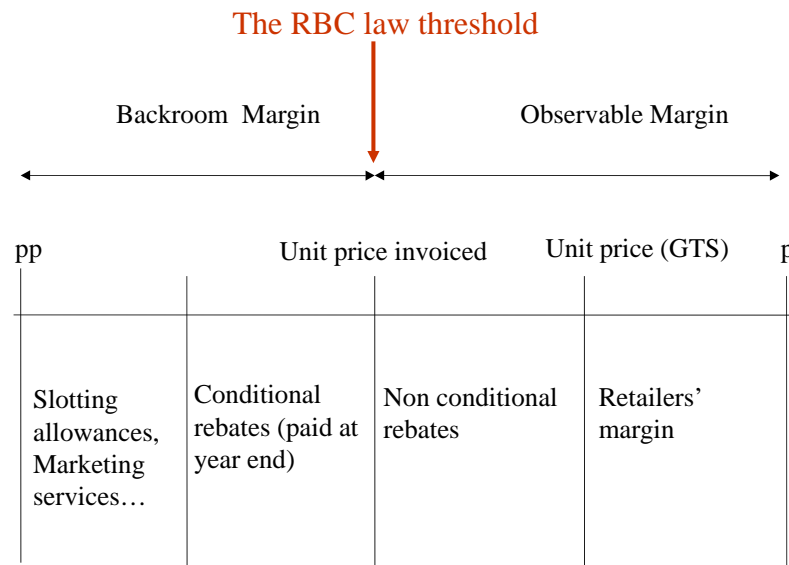 The RBC law threshold
Backroom Margin
Observable Margin
pp
Unit price invoiced
Unit price (GTS)
p
Slotting
allowances,
Marketing
services…
Conditional
rebates (paid at
year end)
Non conditional
rebates
Retailers’
margin